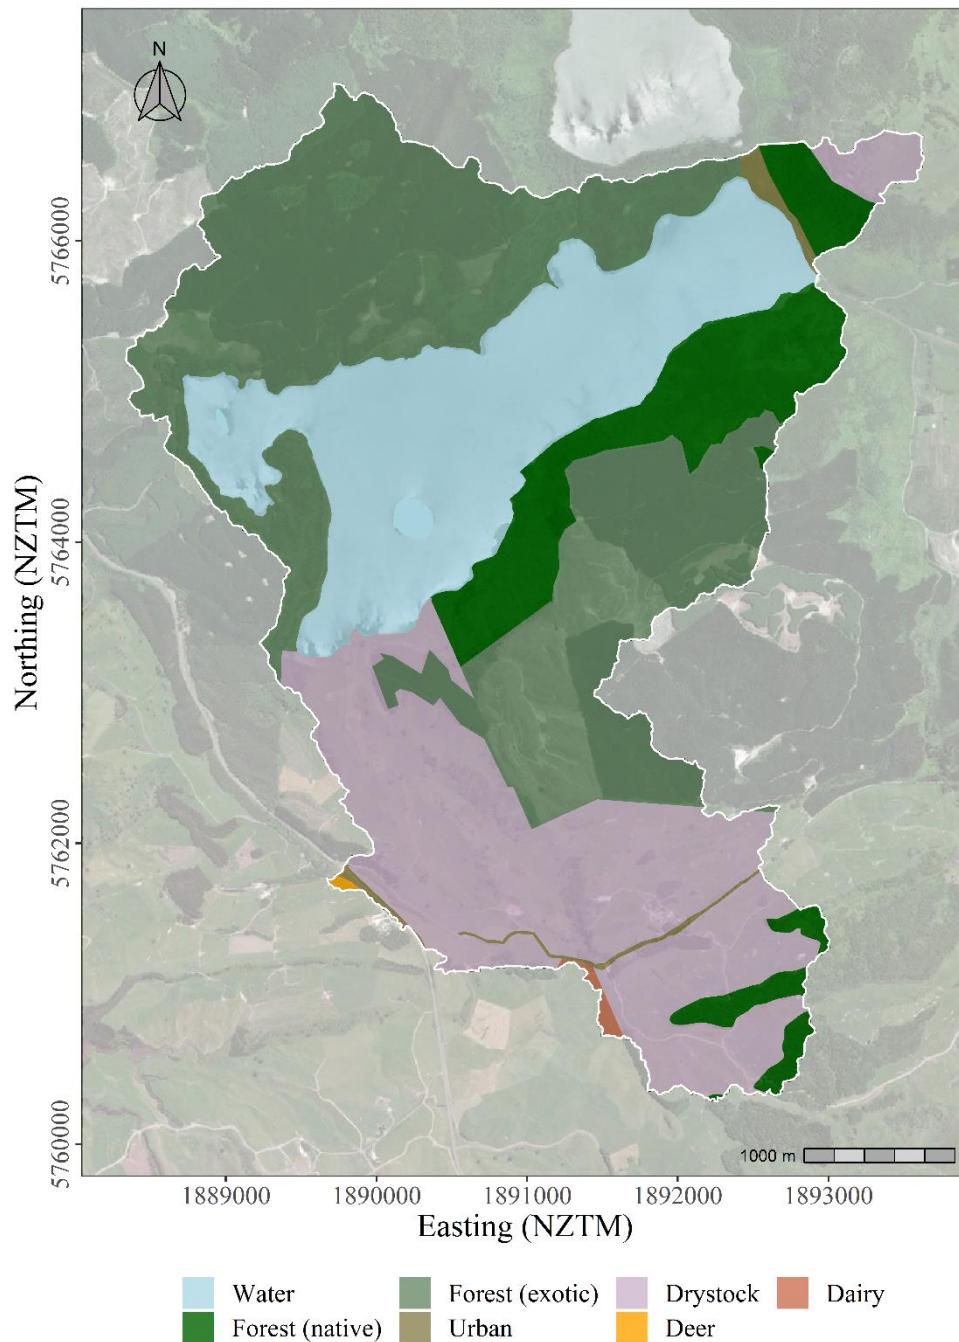 N
5766000
5764000
5762000
5760000
Northing (NZTM)
1000 m
1889000 1890000 1891000 1892000 1893000
Easting (NZTM)
Water Forest (exotic) Drystock Dairy
Forest (native) Urban Deer